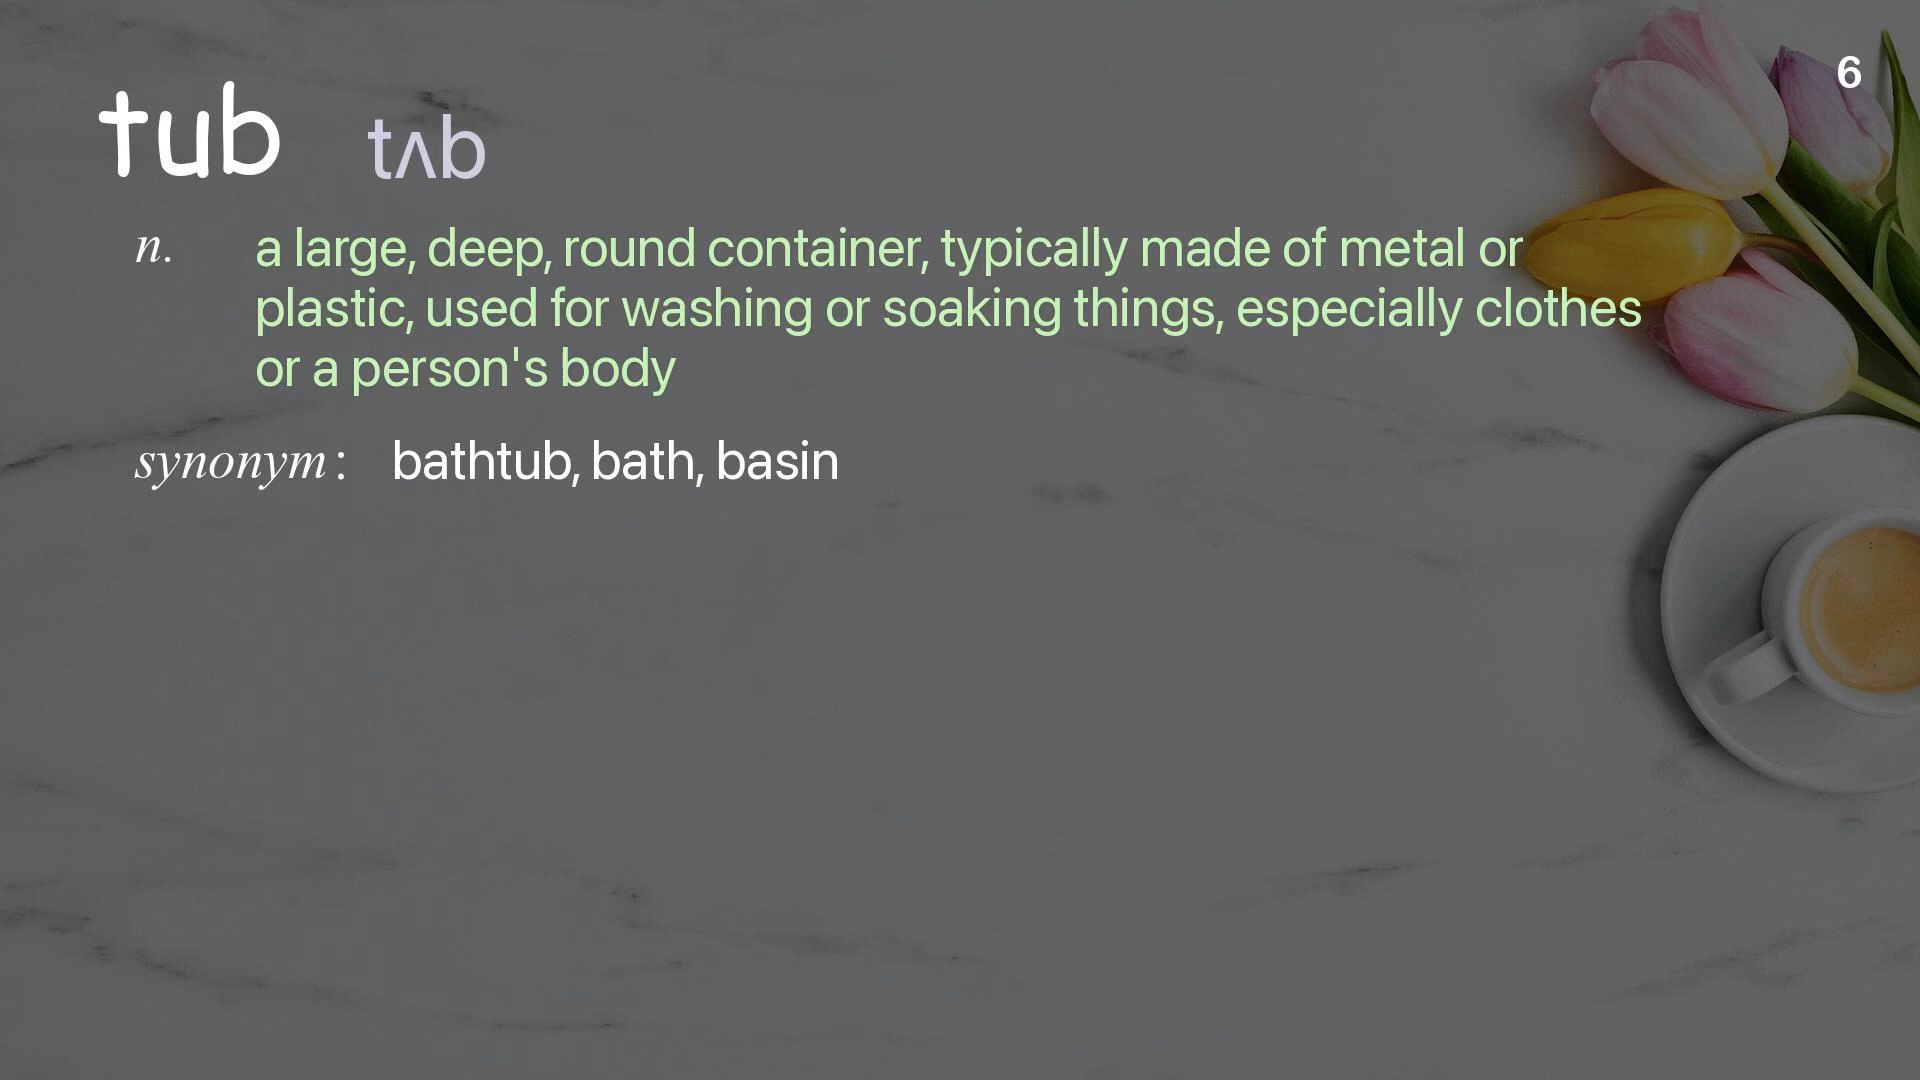 6
tub tʌb
n. a large, deep, round container, typically made of metal or
plastic, used for washing or soaking things, especially clothes
or a person's body
synonym: bathtub, bath, basin